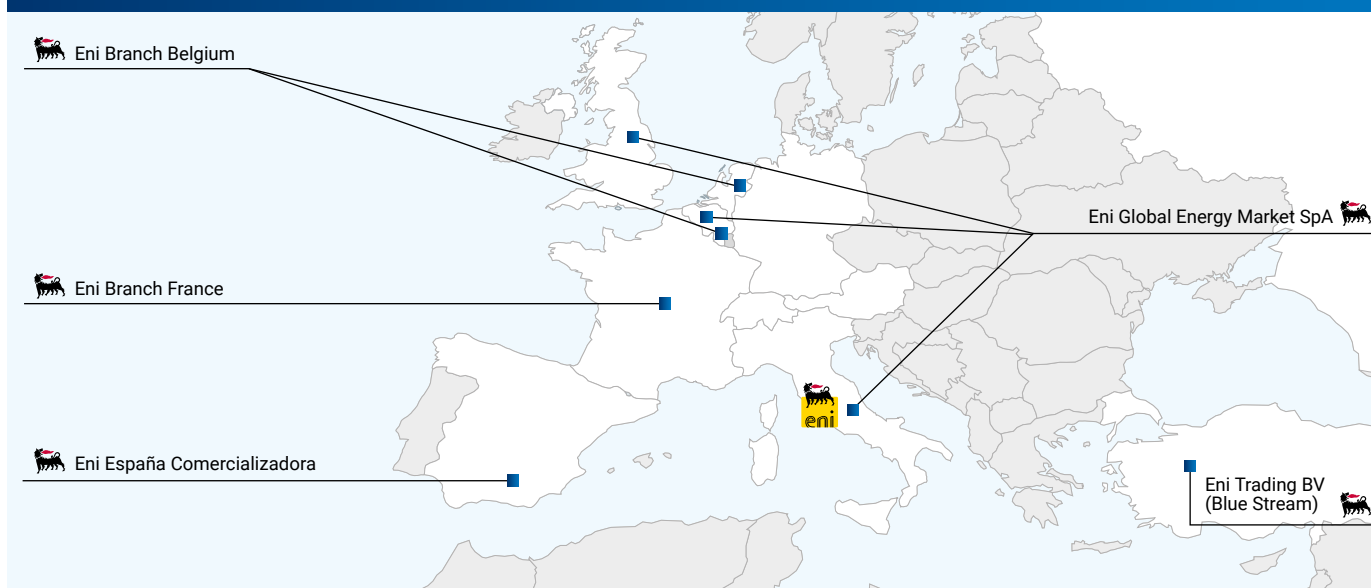 Eni Branch Belgium
Eni Global Energy Market SpA
Eni Branch France
eni
Eni España Comercializadora
Eni Trading BV
(Blue Stream)